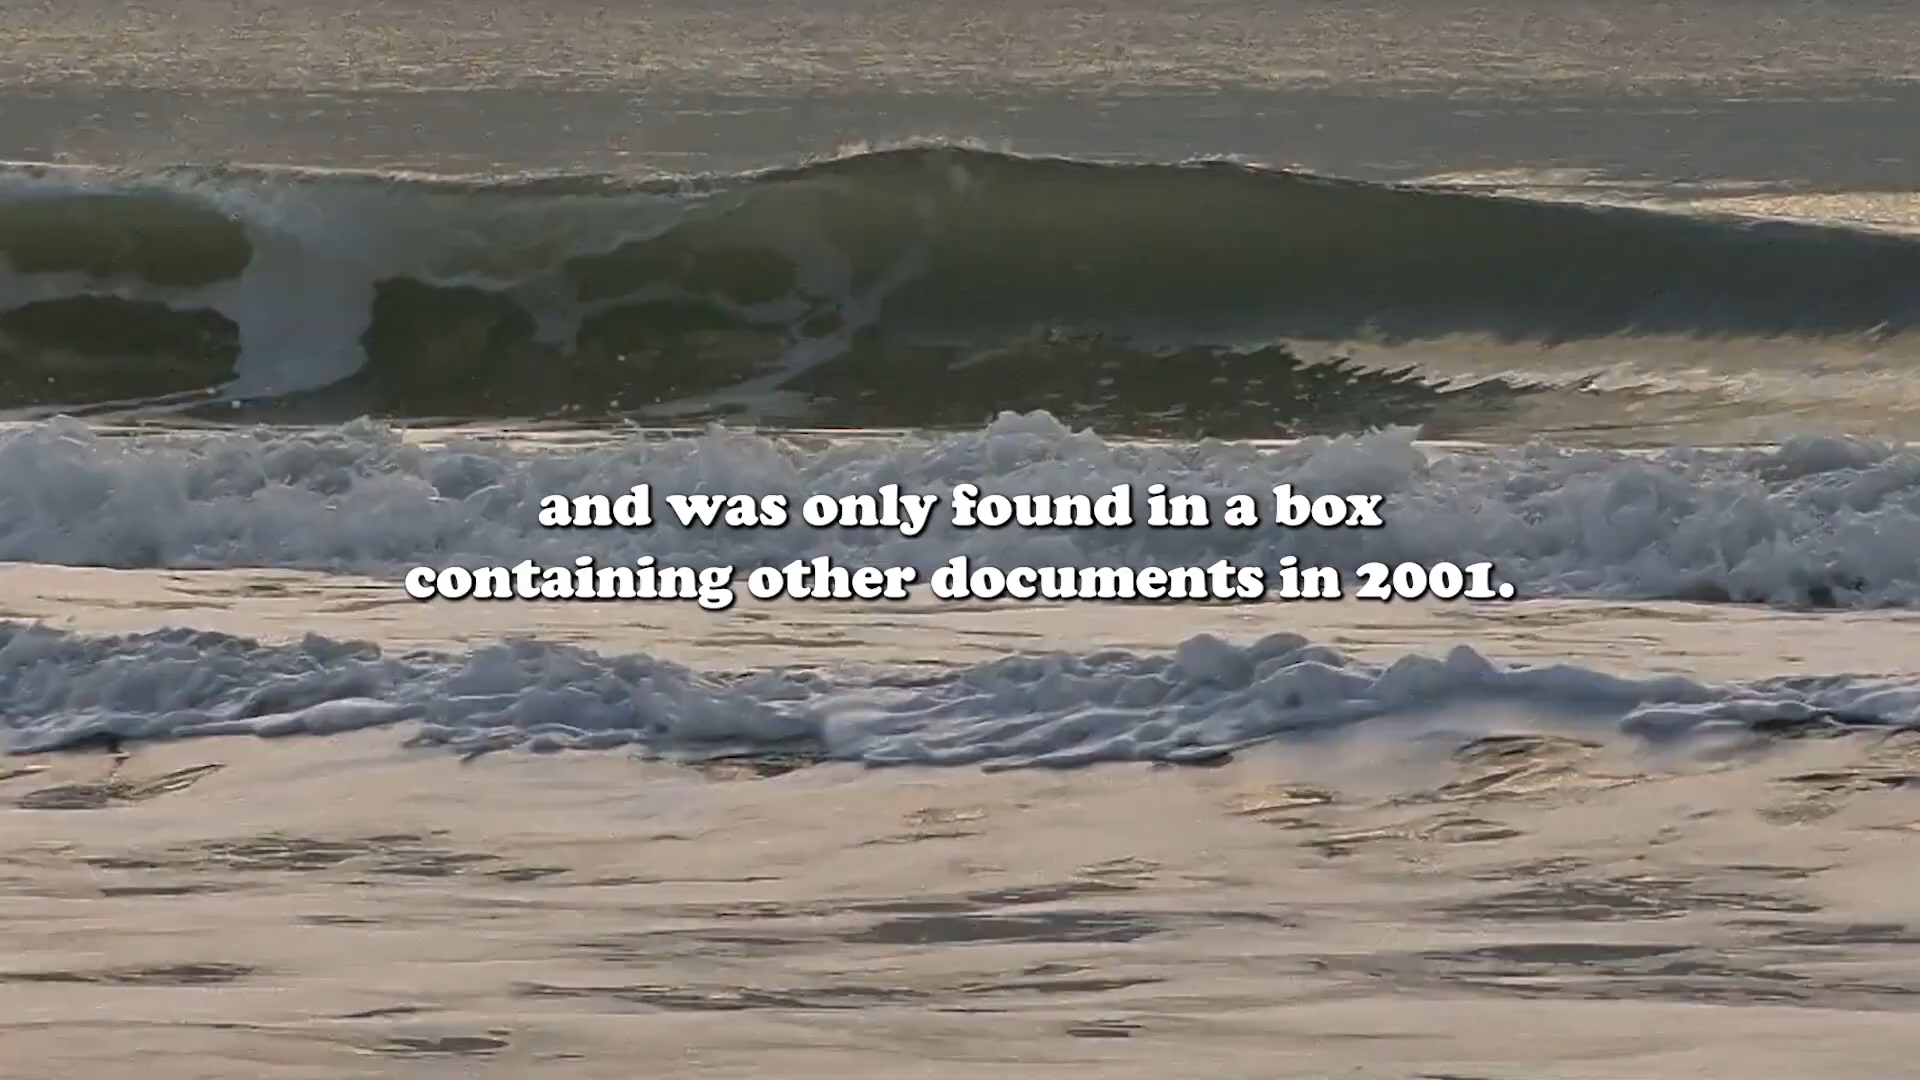 and was only found in a box
containing other documents in 2001.